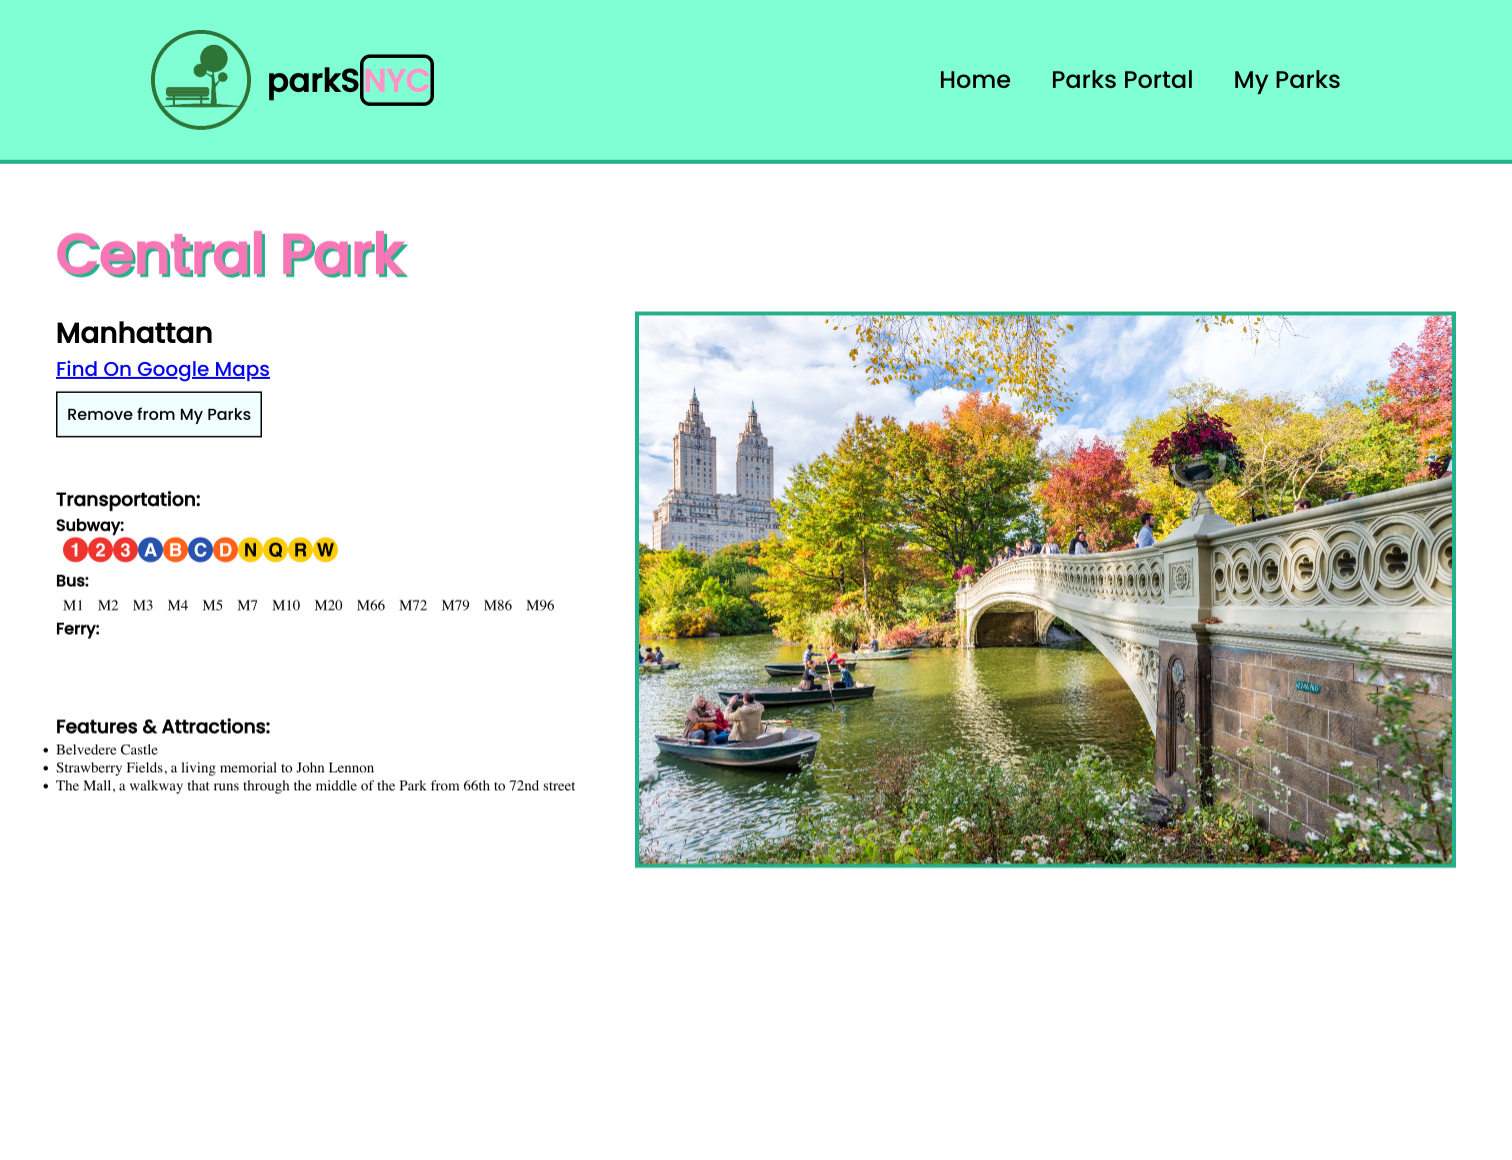 parkSNYC
Home Parks Portal My Parks
Central Park
Manhattan
Find On Google Maps
Remove from My Parks
Transportation:
Subway:
1 2 3 A B C D N Q R W
Bus:
M1 M2 M3 M4 M5 M7 M10 M20 M66 M72 M79 M86 M96
Ferry:
Features & Attractions:
• Belvedere Castle
• Strawberry Fields, a living memorial to John Lennon
• The Mall, a walkway that runs through the middle of the Park from 66th to 72nd street